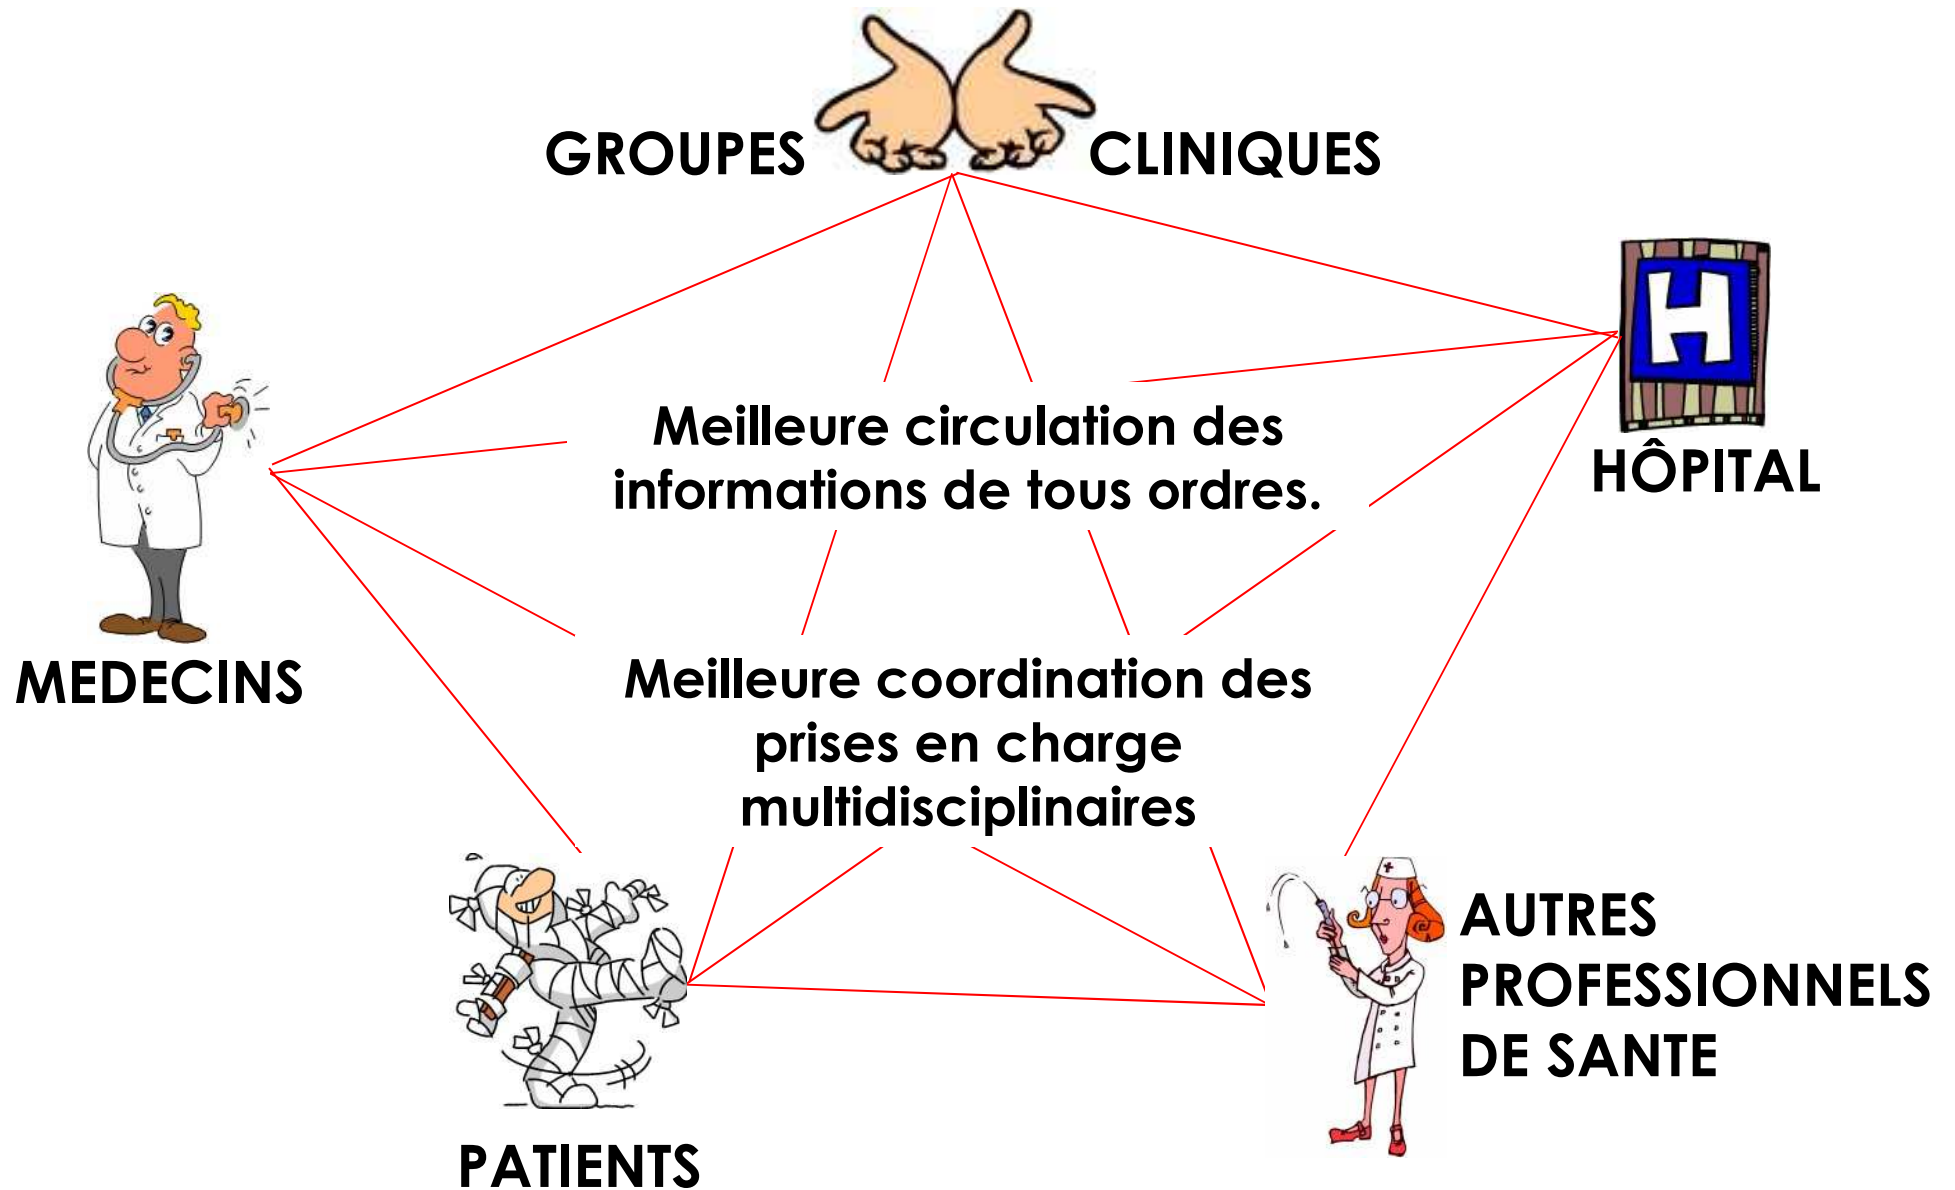 GROUPES CLINIQUES
H
HÔPITAL
MEDECINS
Meilleure circulation des
informations de tous ordres.
Meilleure coordination des
prises en charge
multidisciplinaires
PATIENTS
AUTRES
PROFESSIONNELS
DE SANTE